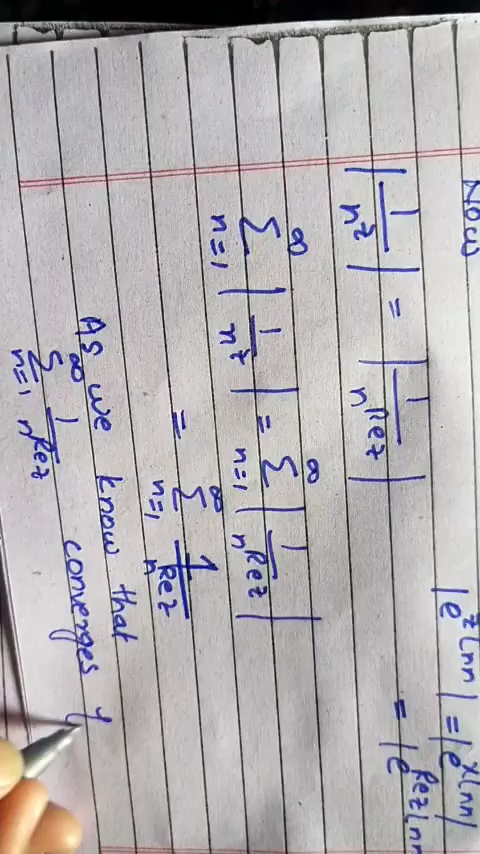 |e^{z ln n}| = |e^{x ln n}|
= |e^{Re z ln n}
Now
|1/n^z| = |1/n^{Re z}|
∞∑n=1 |1/n^z| = ∞∑n=1 |1/n^{Re z}|
= ∞∑n=1 1/n^{Re z}
As we know that
∞∑n=1 1/n^{Re z} converges